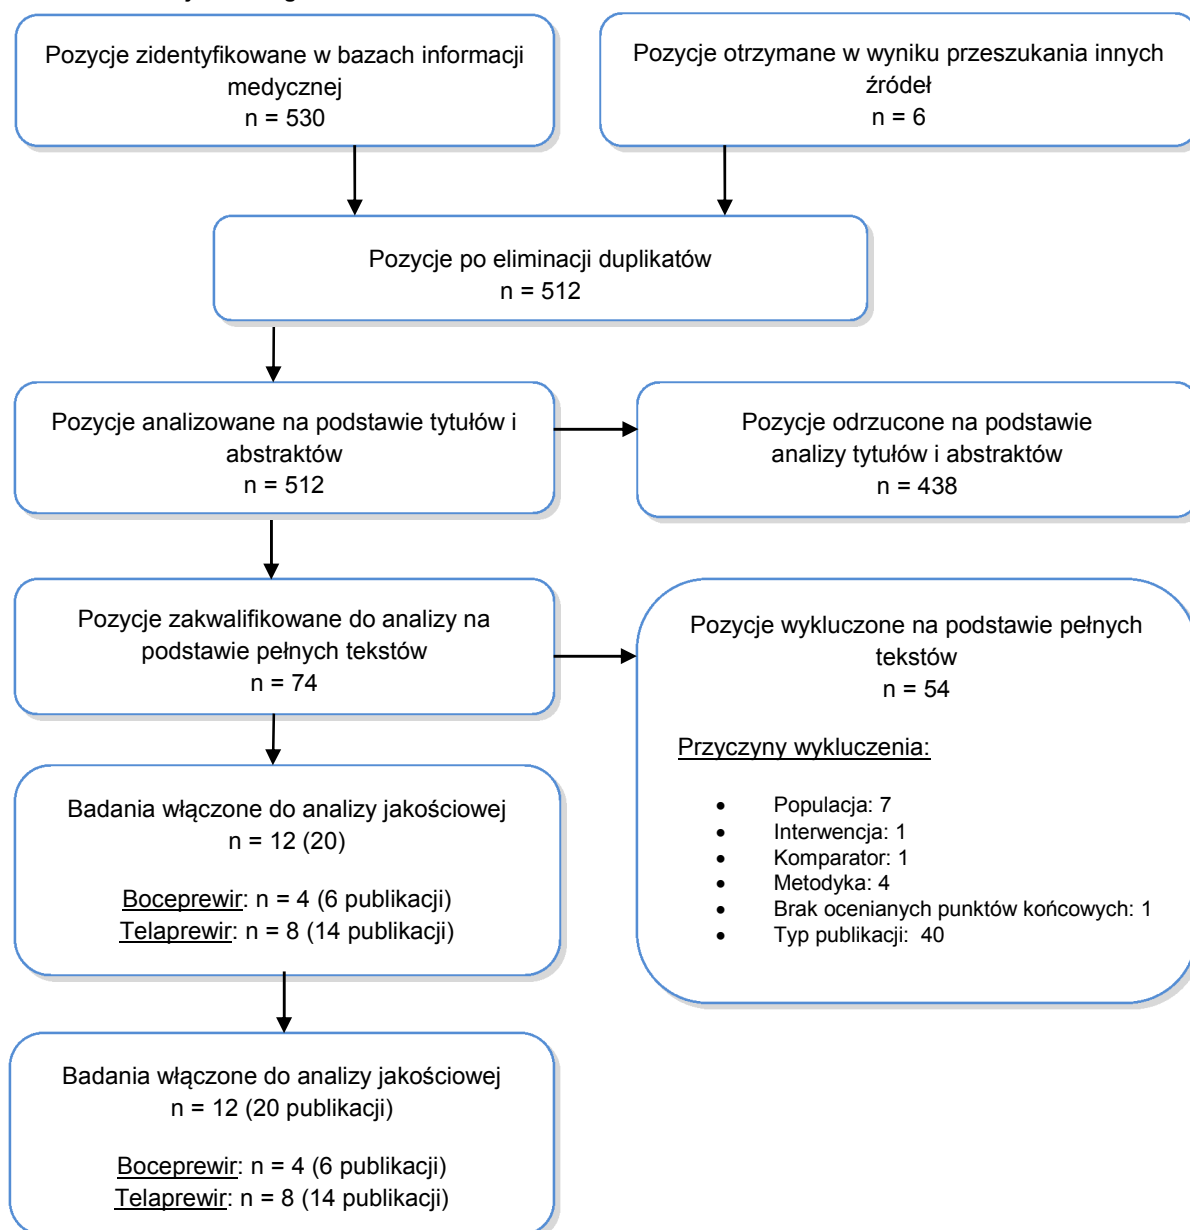 Pozycje zidentyfikowane w bazach informacji
medycznej
n = 530
Pozycje otrzymane w wyniku przeszukania innych
źródeł
n = 6
Pozycje po eliminacji duplikatów
n = 512
Pozycje analizowane na podstawie tytułów i
abstraktów
n = 512
Pozycje odrzucone na podstawie
analizy tytułów i abstraktów
n = 438
Pozycje zakwalifikowane do analizy na
podstawie pełnych tekstów
n = 74
Pozycje wykluczone na podstawie pełnych
tekstów
n = 54
Przyczyny wykluczenia:
• Populacja: 7
• Interwencja: 1
• Komparator: 1
• Metodyka: 4
• Brak ocenianych punktów końcowych: 1
• Typ publikacji: 40
Badania włączone do analizy jakościowej
n = 12 (20)
Boceprewir: n = 4 (6 publikacji)
Telaprewir: n = 8 (14 publikacji)
Badania włączone do analizy jakościowej
n = 12 (20 publikacji)
Boceprewir: n = 4 (6 publikacji)
Telaprewir: n = 8 (14 publikacji)